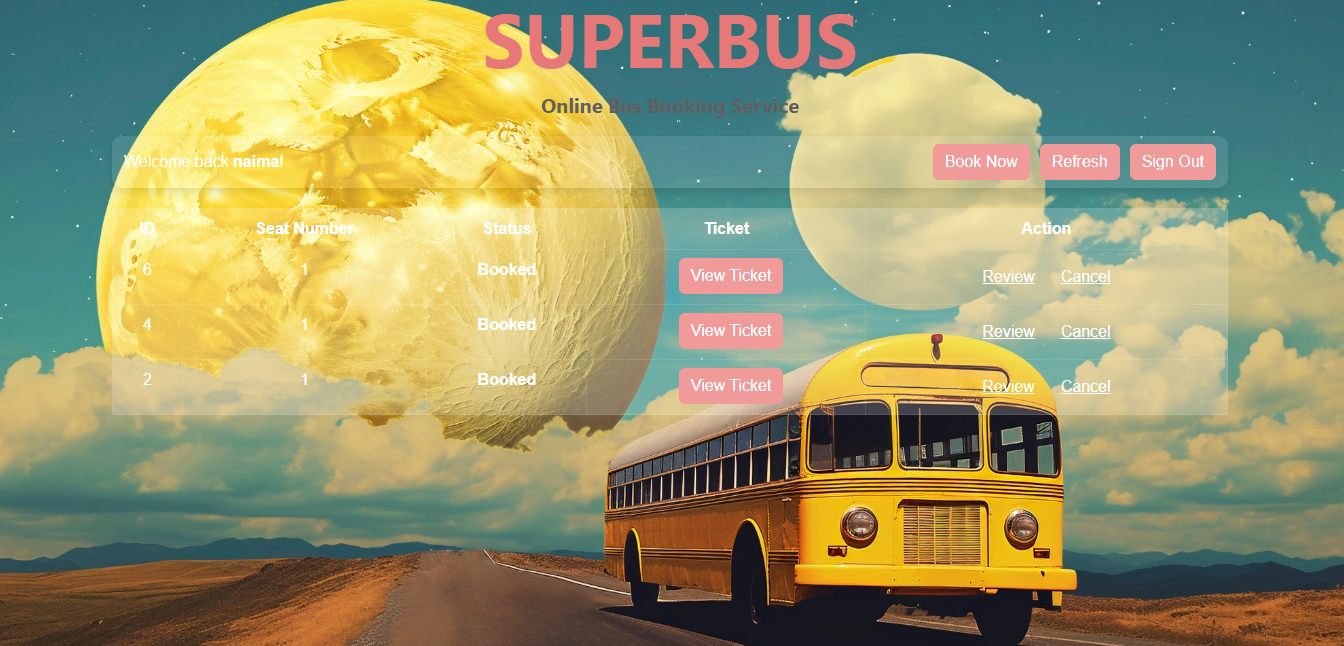 SUPERBUS
Online Bus Booking Service
Welcome back naima! Book Now Refresh Sign Out
ID Seat Number Status Ticket Action
6 1 Booked View Ticket Review Cancel
4 1 Booked View Ticket Review Cancel
2 1 Booked View Ticket Review Cancel